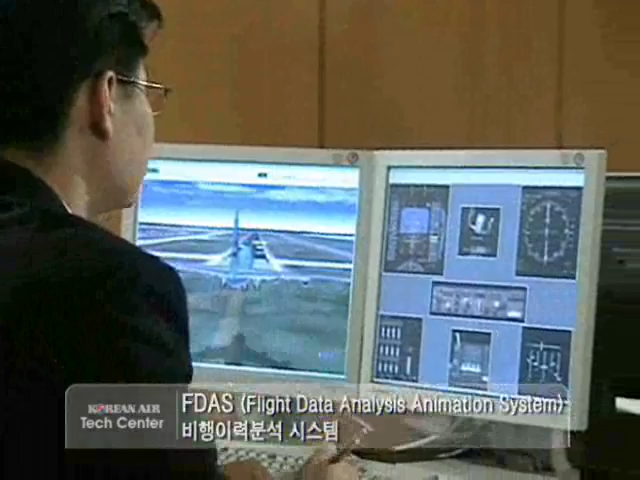 KOREAN AIR
Tech Center
FDAS (Flight Data Analysis Animation System)
비행이력분석 시스템